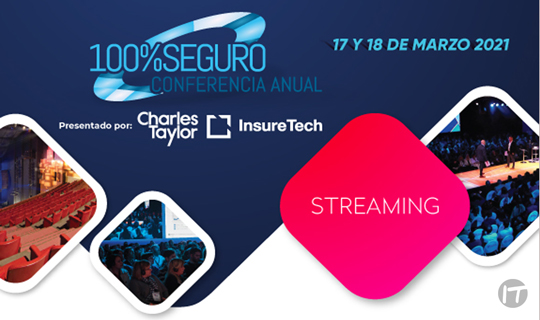 100%SEGURO
CONFERENCIA ANUAL
17 Y 18 DE MARZO 2021
Presentado por: Charles Taylor InsureTech
STREAMING
IT